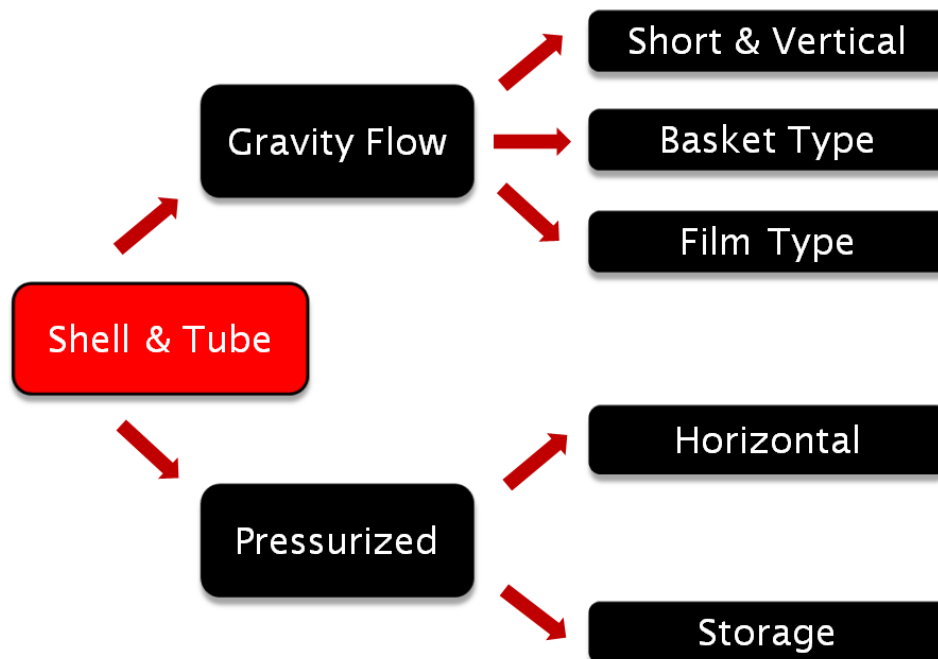 Short & Vertical
Gravity Flow
Basket Type
Film Type
Shell & Tube
Horizontal
Pressurized
Storage